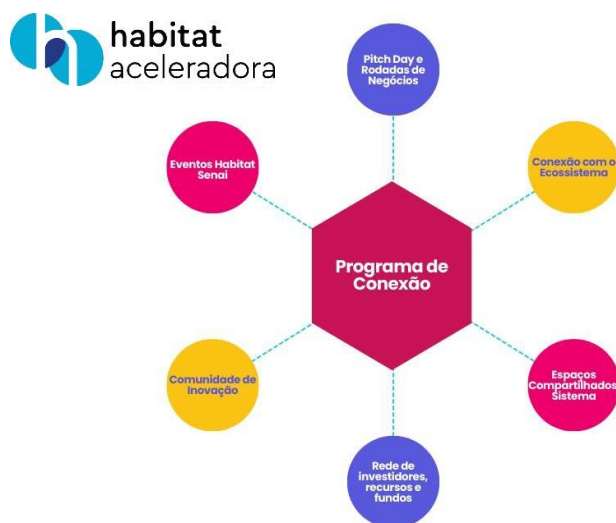 habitat
aceleradora
Pitch Day e
Rodadas de
Negócios
Eventos Habitat
Senai
Conexão com o
Ecossistema
Programa de
Conexão
Comunidade de
Inovação
Espaços
Compartilhados
Sistema
Rede de
investidores,
recursos e
fundos